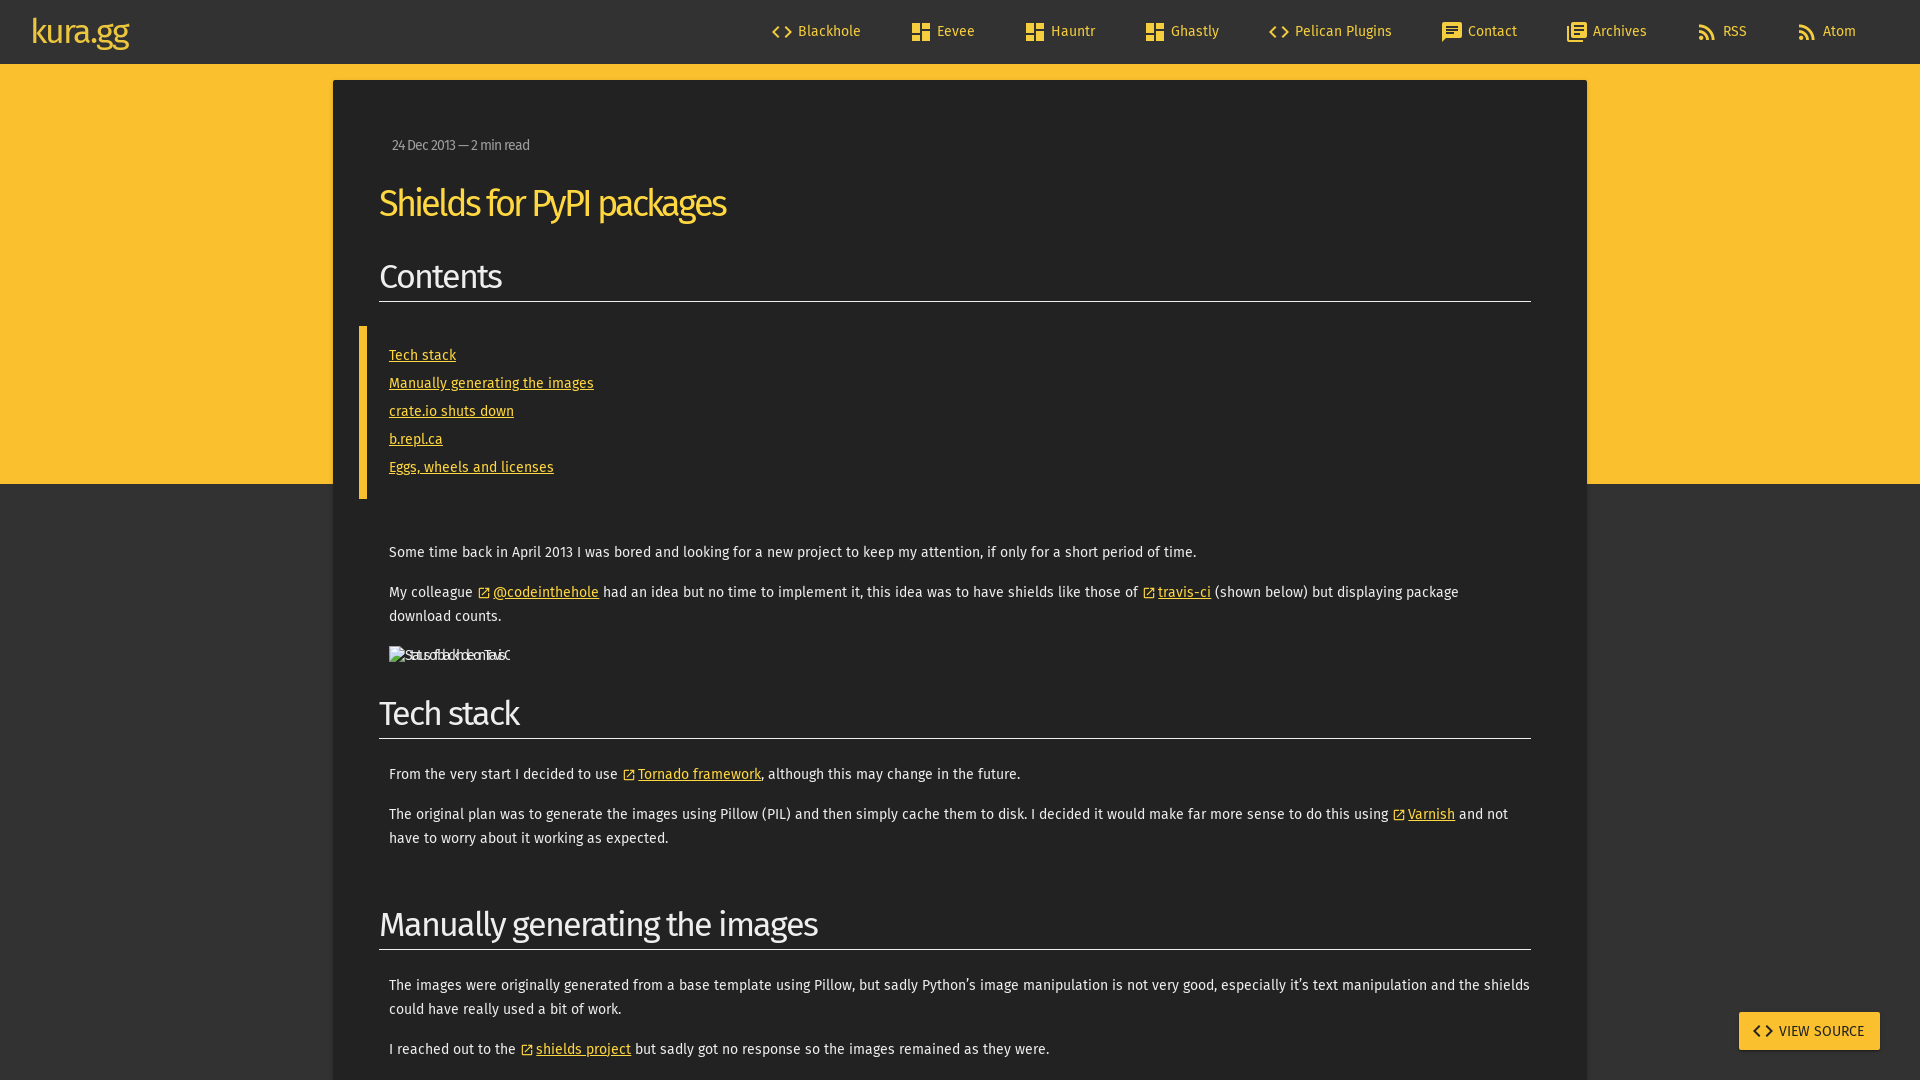 kura.gg
Blackhole
Eevee
Hauntr
Ghastly
Pelican Plugins
Contact
Archives
RSS
Atom
24 Dec 2013 — 2 min read
Shields for PyPI packages
Contents
Tech stack
Manually generating the images
crate.io shuts down
b.repl.ca
Eggs, wheels and licenses
Some time back in April 2013 I was bored and looking for a new project to keep my attention, if only for a short period of time.
My colleague @codeinthehole had an idea but no time to implement it, this idea was to have shields like those of travis-ci (shown below) but displaying package
download counts.
Status of blackhole on Travis C
Tech stack
From the very start I decided to use Tornado framework, although this may change in the future.
The original plan was to generate the images using Pillow (PIL) and then simply cache them to disk. I decided it would make far more sense to do this using Varnish and not
have to worry about it working as expected.
Manually generating the images
The images were originally generated from a base template using Pillow, but sadly Python’s image manipulation is not very good, especially it’s text manipulation and the shields
could have really used a bit of work.
I reached out to the shields project but sadly got no response so the images remained as they were.
VIEW SOURCE